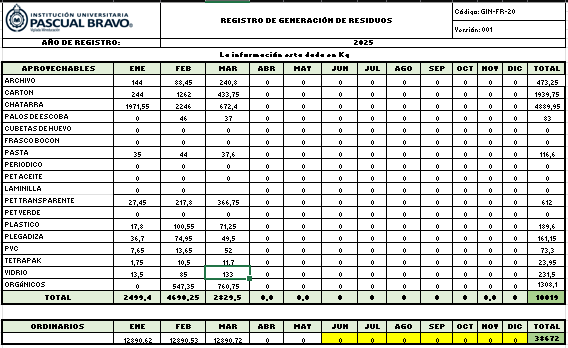 INSTITUCIÓN UNIVERSITARIA
PASCUAL BRAVO
REGISTRO DE GENERACIÓN DE RESIDUOS
Código: GIN-FR-20
Versión: 001
AÑO DE REGISTRO: 2025
La información esta dada en Kg
APROVECHABLES ENE FEB MAR ABR MAY JUN JUL AGO SEP OCT NOV DIC TOTAL
ARCHIVO 144 88,45 240,8 0 0 0 0 0 0 0 0 0 473,25
CARTON 244 1262 433,75 0 0 0 0 0 0 0 0 0 1939,75
CHATARRA 1971,55 2246 672,4 0 0 0 0 0 0 0 0 0 4889,95
PALOS DE ESCOBA 0 46 37 0 0 0 0 0 0 0 0 0 83
CUBETAS DE HUEVO 0 0 0 0 0 0 0 0 0 0 0 0 0
FRASCO BOCON 0 0 0 0 0 0 0 0 0 0 0 0 0
PASTA 35 44 37,6 0 0 0 0 0 0 0 0 0 116,6
PERIODICO 0 0 0 0 0 0 0 0 0 0 0 0 0
PET ACEITE 0 0 0 0 0 0 0 0 0 0 0 0 0
LAMINILLA 0 0 0 0 0 0 0 0 0 0 0 0 0
PET TRANSPARENTE 27,45 217,8 366,75 0 0 0 0 0 0 0 0 0 612
PET VERDE 0 0 0 0 0 0 0 0 0 0 0 0 0
PLASTICO 17,8 100,55 71,25 0 0 0 0 0 0 0 0 0 189,6
PLEGADIZA 36,7 74,95 49,5 0 0 0 0 0 0 0 0 0 161,15
PVC 7,65 13,65 52 0 0 0 0 0 0 0 0 0 73,3
TETRAPAK 1,75 10,5 11,7 0 0 0 0 0 0 0 0 0 23,95
VIDRIO 13,5 85 133 0 0 0 0 0 0 0 0 0 231,5
ORGÁNICOS 0 547,35 760,75 0 0 0 0 0 0 0 0 0 1308,1
TOTAL 2499,4 4690,25 2829,5 0,0 0,0 0 0 0 0 0 0,0 0 10019
ORDINARIOS ENE FEB MAR ABR MAY JUN JUL AGO SEP OCT NOV DIC TOTAL
12890,62 12890,53 12890,72 0 0 0 0 0 0 0 0 0 38672